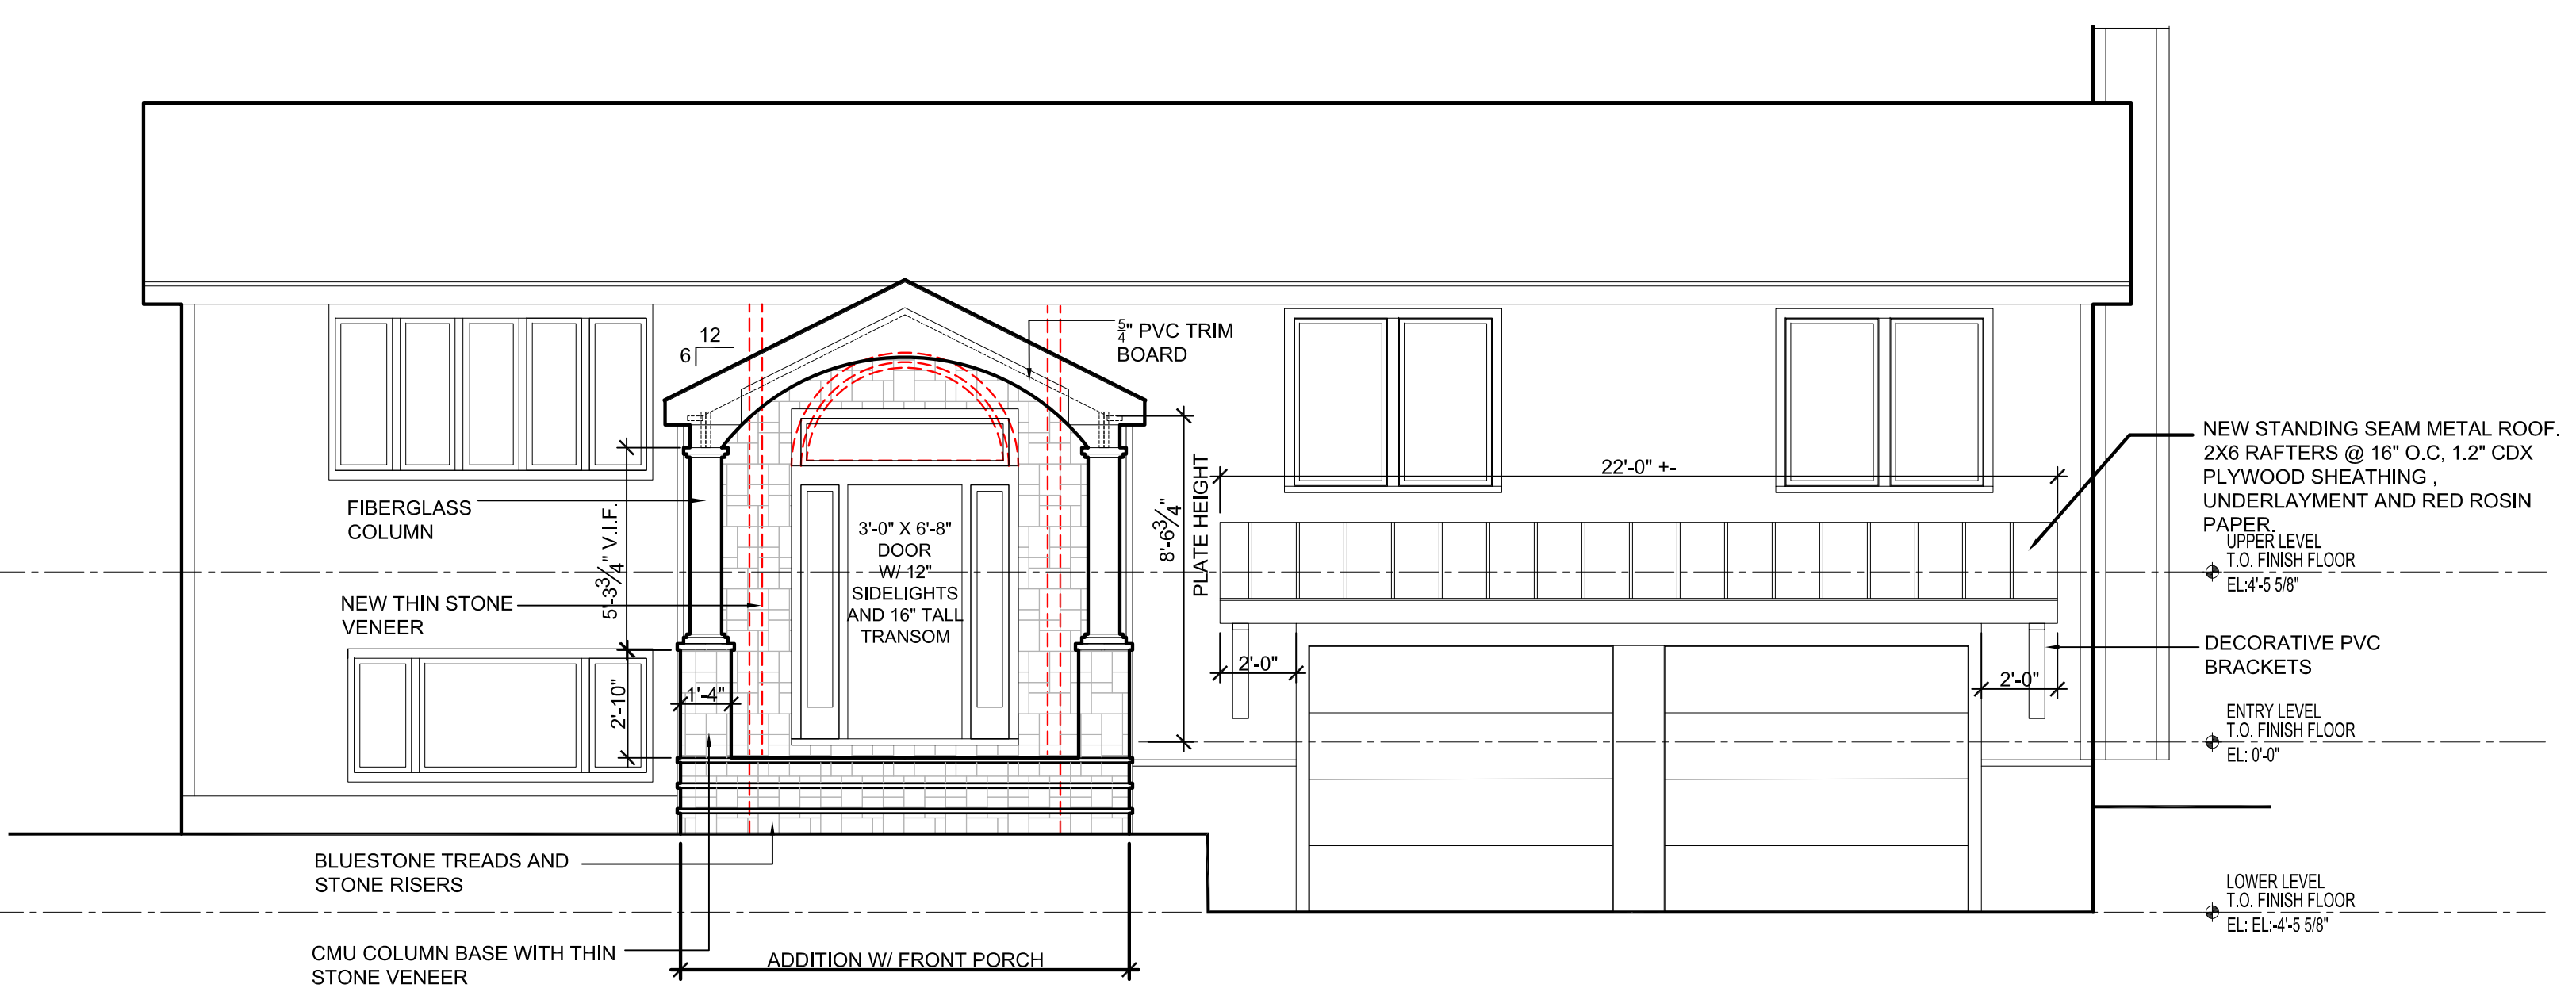 12
6
5/4" PVC TRIM
BOARD
FIBERGLASS
COLUMN
5'-3 3/4" V.I.F.
NEW THIN STONE
VENEER
2'-10"
1'-4"
3'-0" X 6'-8"
DOOR
W/ 12"
SIDELIGHTS
AND 16" TALL
TRANSOM
8'-6 3/4"
PLATE HEIGHT
22'-0" +-
2'-0"
2'-0"
NEW STANDING SEAM METAL ROOF.
2X6 RAFTERS @ 16" O.C, 1.2" CDX
PLYWOOD SHEATHING ,
UNDERLAYMENT AND RED ROSIN
PAPER.
UPPER LEVEL
T.O. FINISH FLOOR
EL:4'-5 5/8"
DECORATIVE PVC
BRACKETS
ENTRY LEVEL
T.O. FINISH FLOOR
EL: 0'-0"
LOWER LEVEL
T.O. FINISH FLOOR
EL: EL:-4'-5 5/8"
BLUESTONE TREADS AND
STONE RISERS
CMU COLUMN BASE WITH THIN
STONE VENEER
ADDITION W/ FRONT PORCH